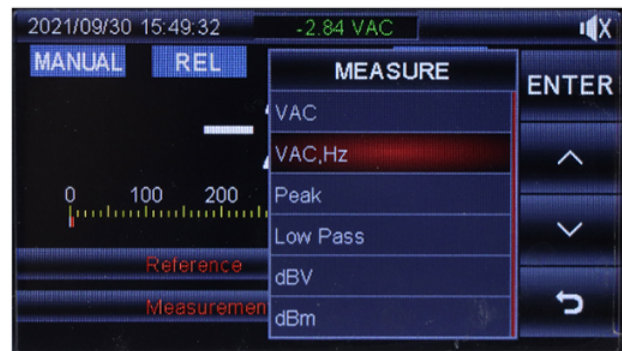 2021/09/30 15:49:32
-2.84 VAC
MANUAL
REL
MEASURE
ENTER
VAC
VAC,Hz
Peak
Low Pass
dBV
dBm
0 100 200
Reference
Measuremen